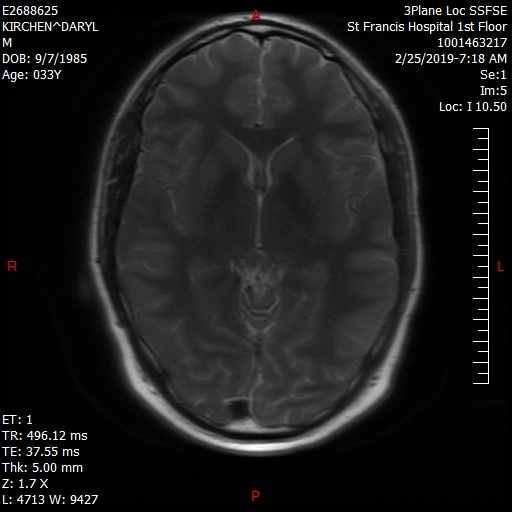 E2688625
KIRCHEN^DARYL
M
DOB: 9/7/1985
Age: 033Y
3Plane Loc SSFSE
St Francis Hospital 1st Floor
1001463217
2/25/2019-7:18 AM
Se:1
Im:5
Loc: I 10.50
A
R
L
ET: 1
TR: 496.12 ms
TE: 37.55 ms
Thk: 5.00 mm
Z: 1.7 X
L: 4713 W: 9427
P